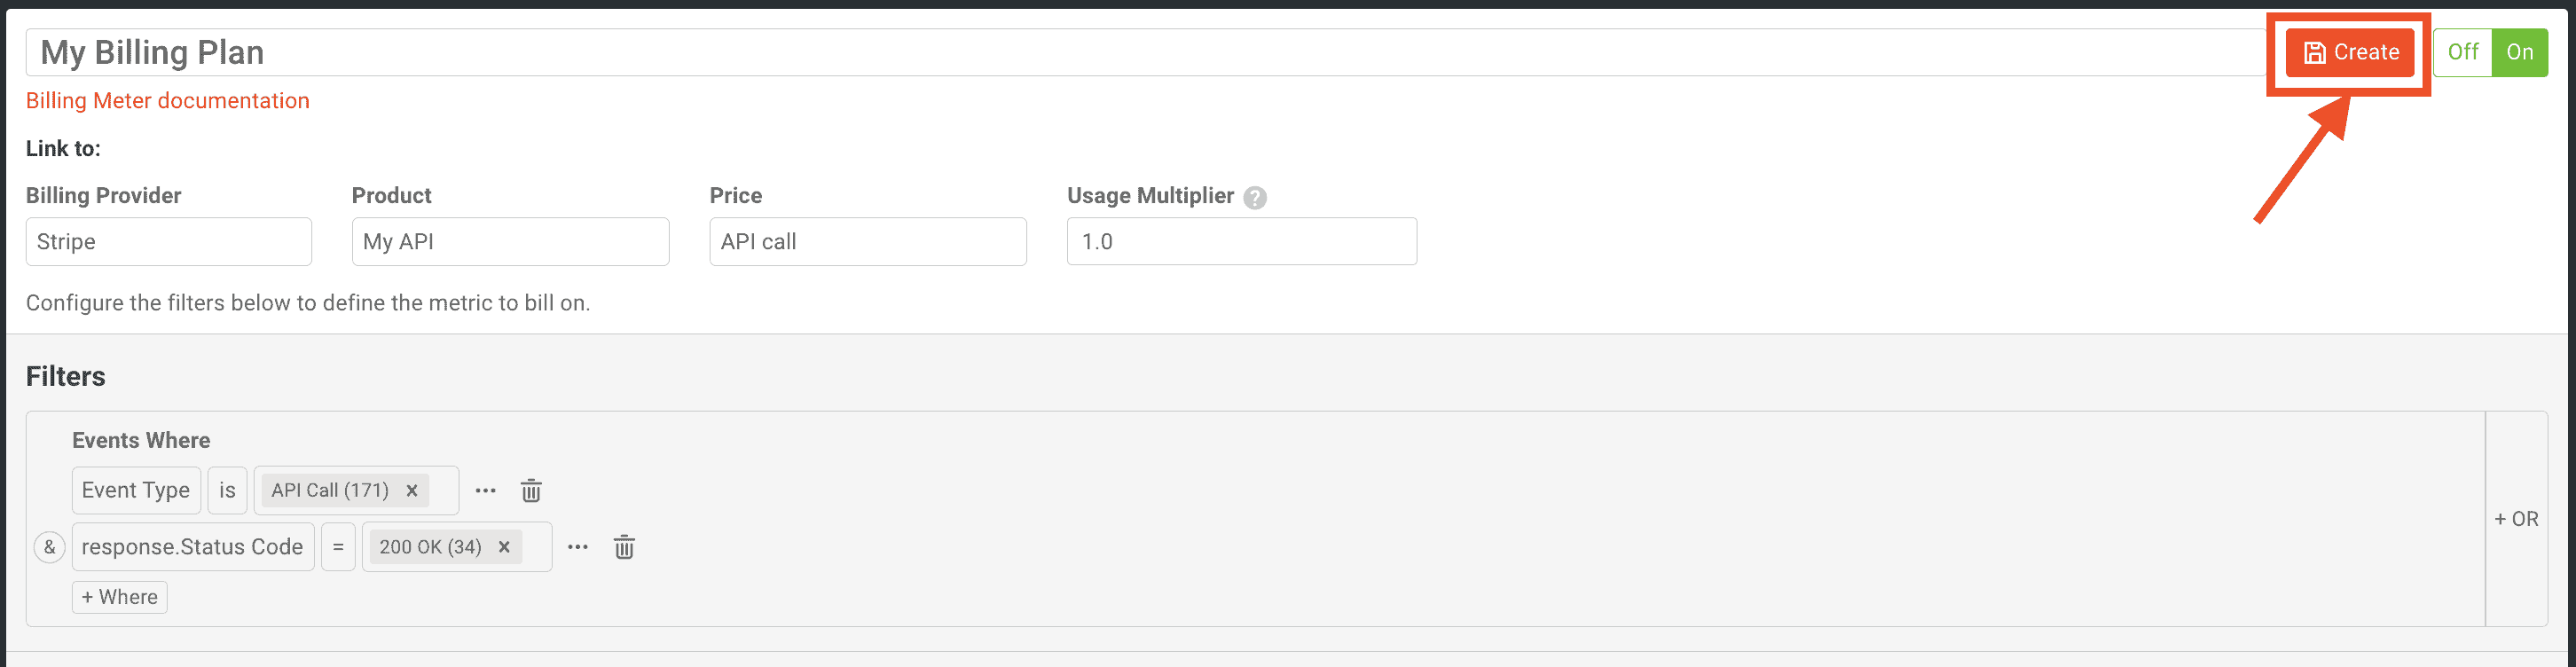 My Billing Plan
Create
Off On
Billing Meter documentation
Link to:
Billing Provider Product Price Usage Multiplier ?
Stripe My API API call 1.0
Configure the filters below to define the metric to bill on.
Filters
Events Where
Event Type is API Call (171) ×
& response.Status Code = 200 OK (34) ×
+ OR
+ Where